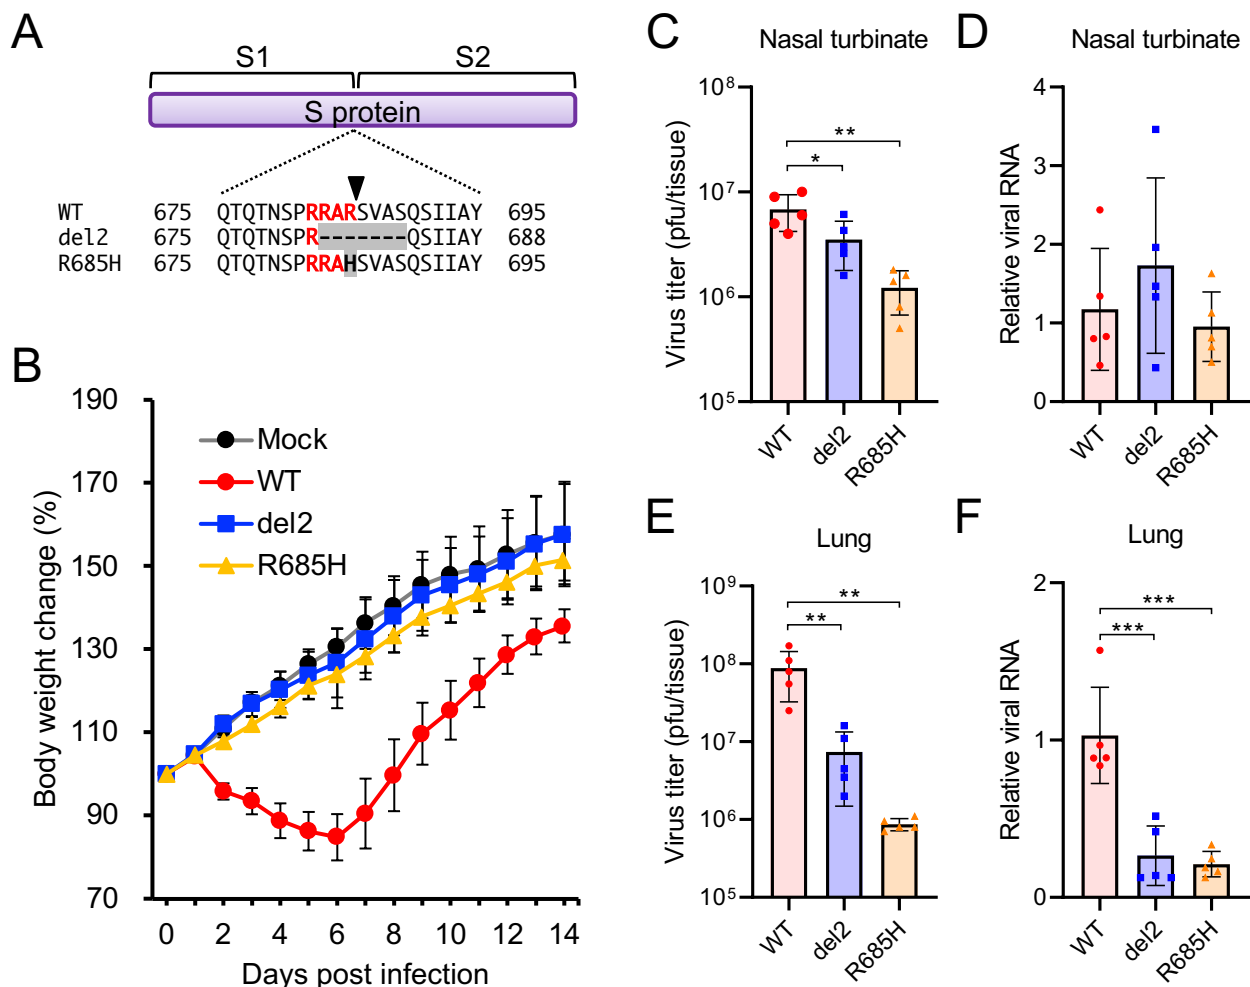 A
S1 S2
S protein
WT 675 QTQTNSPRRARSVASQSIIAY 695
del2 675 QTQTNSPR-------QSIIAY 688
R685H 675 QTQTNSPRRAHSVASQSIIAY 695
B
190
170
150
130
110
90
70
Body weight change (%)
Mock
WT
del2
R685H
0 2 4 6 8 10 12 14
Days post infection
C
Nasal turbinate
10⁸
10⁷
10⁶
10⁵
Virus titer (pfu/tissue)
**
*
WT del2 R685H
D
Nasal turbinate
4
3
2
1
0
Relative viral RNA
WT del2 R685H
E
Lung
10⁹
10⁸
10⁷
10⁶
10⁵
Virus titer (pfu/tissue)
**
**
WT del2 R685H
F
Lung
2
1
0
Relative viral RNA
***
***
WT del2 R685H